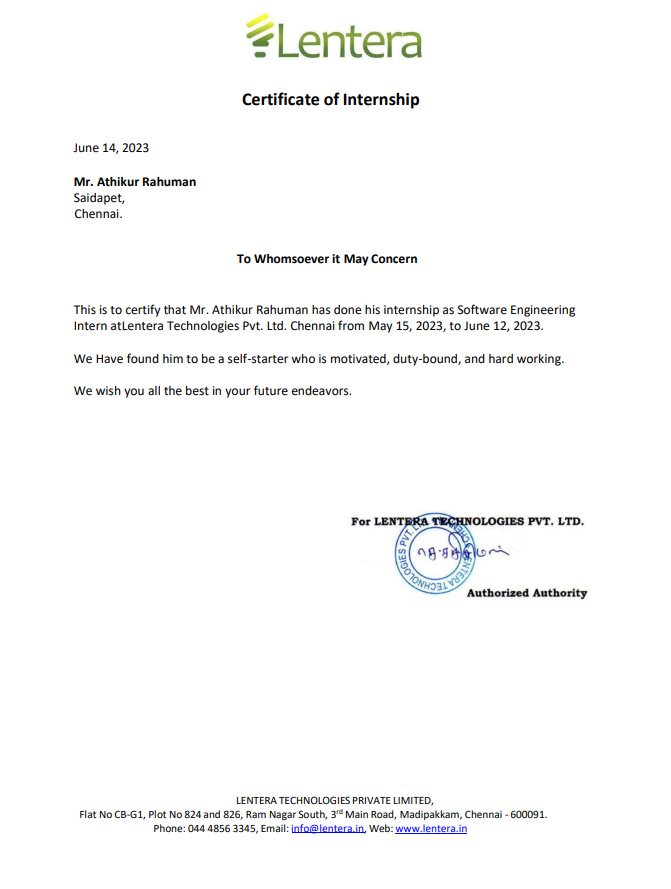 Lentera
Certificate of Internship
June 14, 2023
Mr. Athikur Rahuman
Saidapet,
Chennai.
To Whomsoever it May Concern
This is to certify that Mr. Athikur Rahuman has done his internship as Software Engineering
Intern atLentera Technologies Pvt. Ltd. Chennai from May 15, 2023, to June 12, 2023.
We Have found him to be a self-starter who is motivated, duty-bound, and hard working.
We wish you all the best in your future endeavors.
For LENTERA TECHNOLOGIES PVT. LTD.
LENTERA TECHNOLOGIES PVT. LTD
Authorized Authority
LENTERA TECHNOLOGIES PRIVATE LIMITED,
Flat No CB-G1, Plot No 824 and 826, Ram Nagar South, 3rd Main Road, Madipakkam, Chennai - 600091.
Phone: 044 4856 3345, Email: info@lentera.in, Web: www.lentera.in